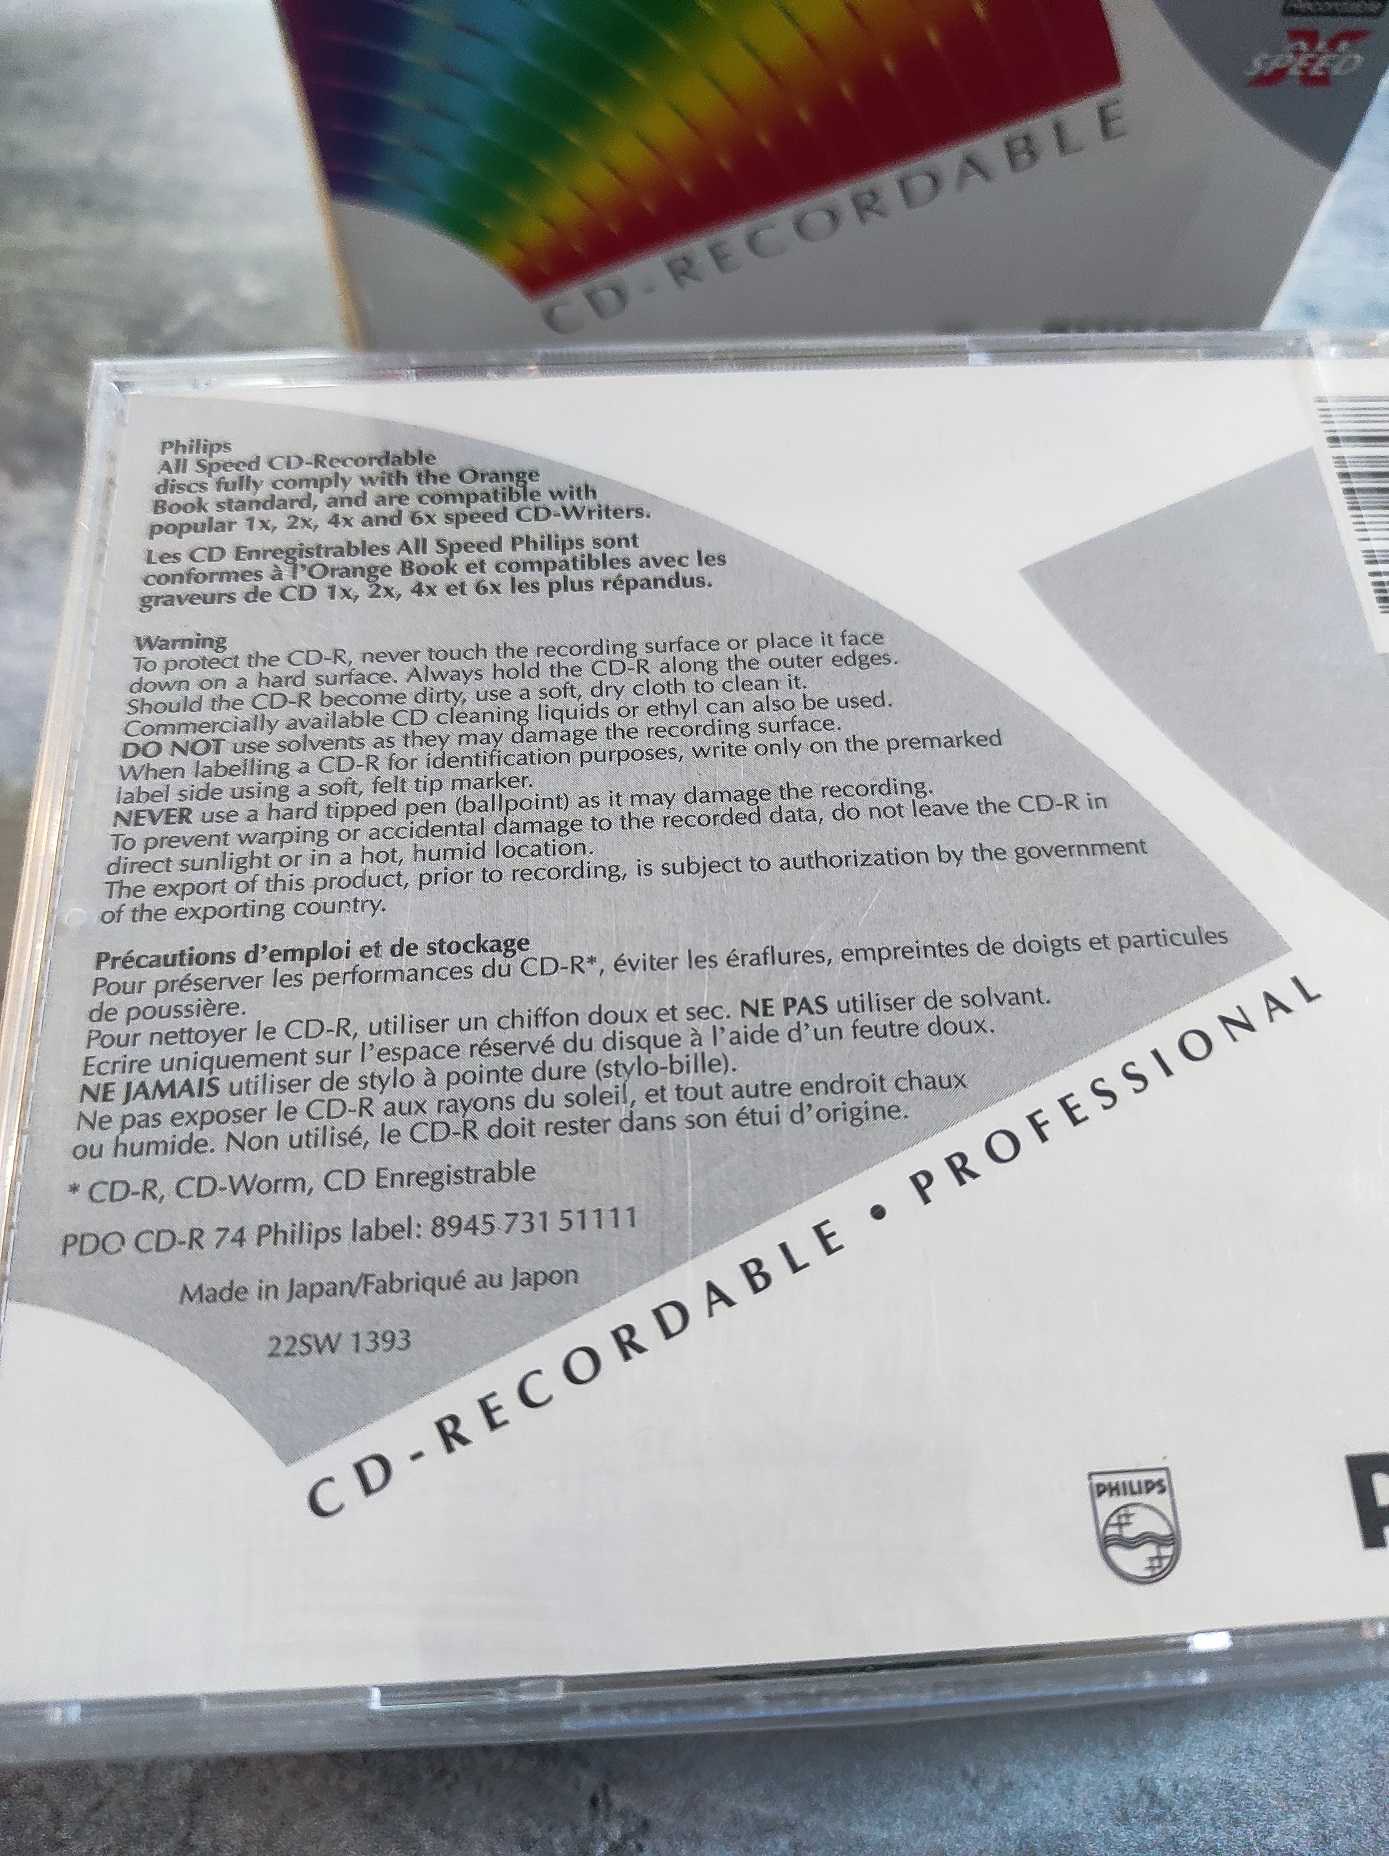 Recordable
SPEED
CD-RECORDABLE
Philips
All Speed CD-Recordable
discs fully comply with the Orange
Book standard, and are compatible with
popular 1x, 2x, 4x and 6x speed CD-Writers.
Les CD Enregistrables All Speed Philips sont
conformes à l'Orange Book et compatibles avec les
graveurs de CD 1x, 2x, 4x et 6x les plus répandus.
Warning
To protect the CD-R, never touch the recording surface or place it face
down on a hard surface. Always hold the CD-R along the outer edges.
Should the CD-R become dirty, use a soft, dry cloth to clean it.
Commercially available CD cleaning liquids or ethyl can also be used.
DO NOT use solvents as they may damage the recording surface.
When labelling a CD-R for identification purposes, write only on the premarked
label side using a soft, felt tip marker.
NEVER use a hard tipped pen (ballpoint) as it may damage the recording.
To prevent warping or accidental damage to the recorded data, do not leave the CD-R in
direct sunlight or in a hot, humid location.
The export of this product, prior to recording, is subject to authorization by the government
of the exporting country.
Précautions d'emploi et de stockage
Pour préserver les performances du CD-R*, éviter les éraflures, empreintes de doigts et particules
de poussière.
Pour nettoyer le CD-R, utiliser un chiffon doux et sec. NE PAS utiliser de solvant.
Ecrire uniquement sur l'espace réservé du disque à l'aide d'un feutre doux.
NE JAMAIS utiliser de stylo à pointe dure (stylo-bille).
Ne pas exposer le CD-R aux rayons du soleil, et tout autre endroit chaux
ou humide. Non utilisé, le CD-R doit rester dans son étui d'origine.
* CD-R, CD-Worm, CD Enregistrable
PDO CD-R 74 Philips label: 8945 731 51111
Made in Japan/Fabriqué au Japon
22SW 1393
CD-RECORDABLE • PROFESSIONAL
PHILIPS